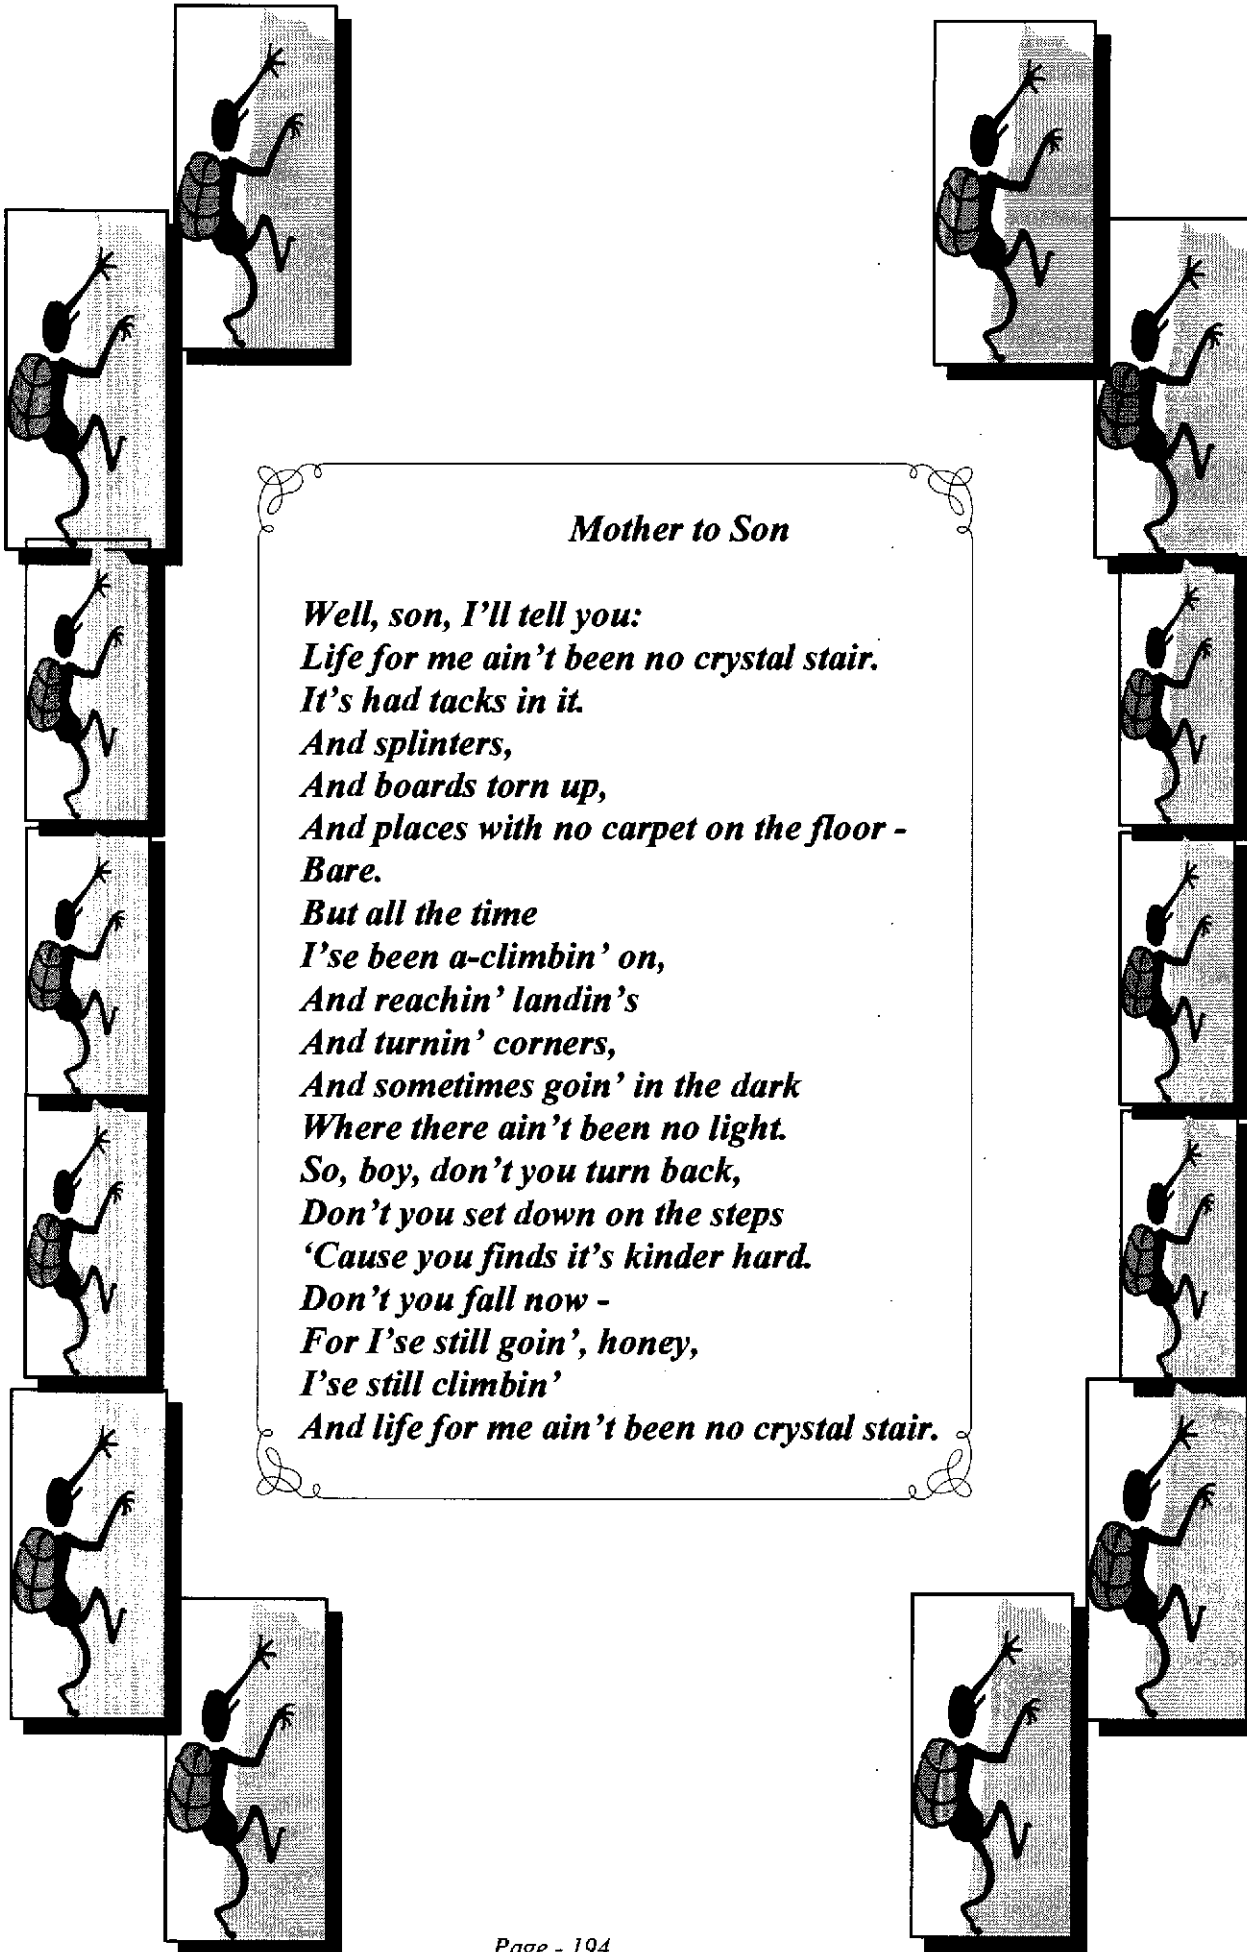 Mother to Son
Well, son, I'll tell you:
Life for me ain't been no crystal stair.
It's had tacks in it.
And splinters,
And boards torn up,
And places with no carpet on the floor -
Bare.
But all the time
I'se been a-climbin' on,
And reachin' landin's
And turnin' corners,
And sometimes goin' in the dark
Where there ain't been no light.
So, boy, don't you turn back,
Don't you set down on the steps
‘Cause you finds it's kinder hard.
Don't you fall now -
For I'se still goin', honey,
I'se still climbin'
And life for me ain't been no crystal stair.
Page - 194